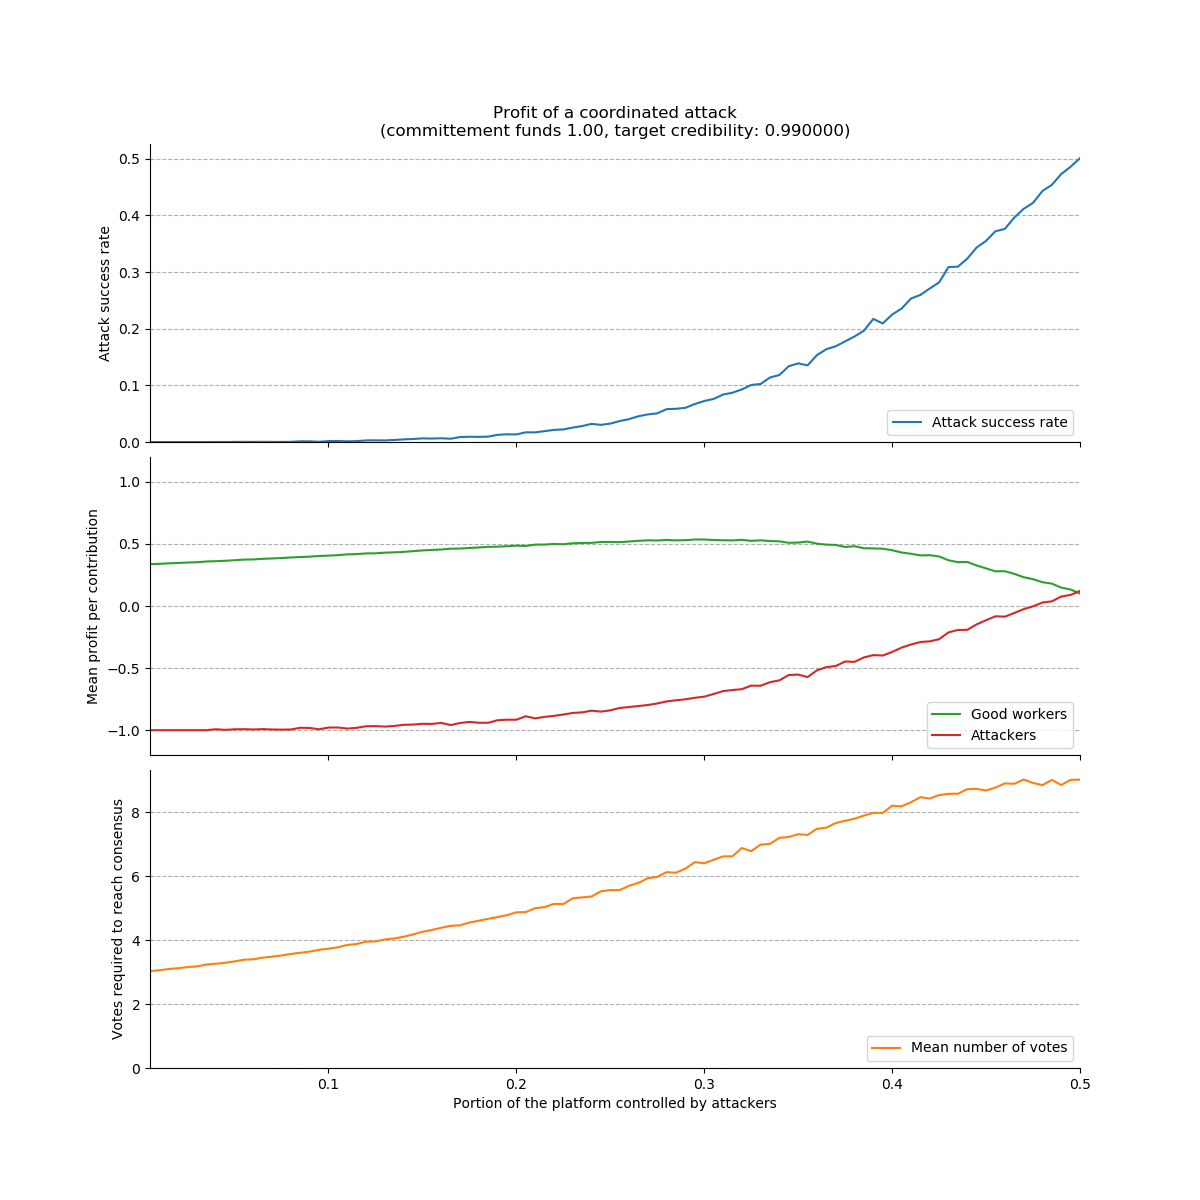 Profit of a coordinated attack
(committement funds 1.00, target credibility: 0.990000)
0.5
0.4
0.3
0.2
0.1
0.0
Attack success rate
Attack success rate
1.0
0.5
0.0
−0.5
−1.0
Mean profit per contribution
Good workers
Attackers
8
6
4
2
0
Votes required to reach consensus
Mean number of votes
0.1
0.2
0.3
0.4
0.5
Portion of the platform controlled by attackers